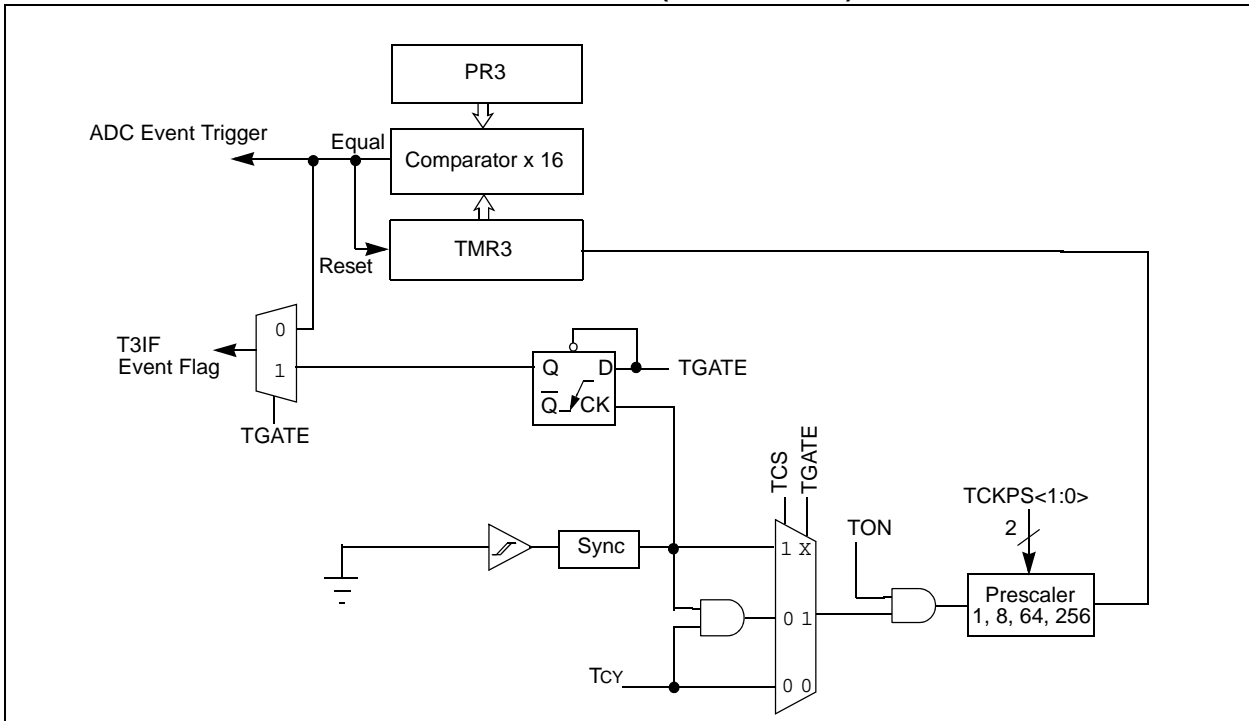 PR3
ADC Event Trigger
Equal
Comparator x 16
TMR3
Reset
0
T3IF
Event Flag
1
Q D
TGATE
Q CK
TGATE
TCS
TGATE
TCKPS<1:0>
2
TON
Sync
1 X
Prescaler
1, 8, 64, 256
0 1
TCY
0 0